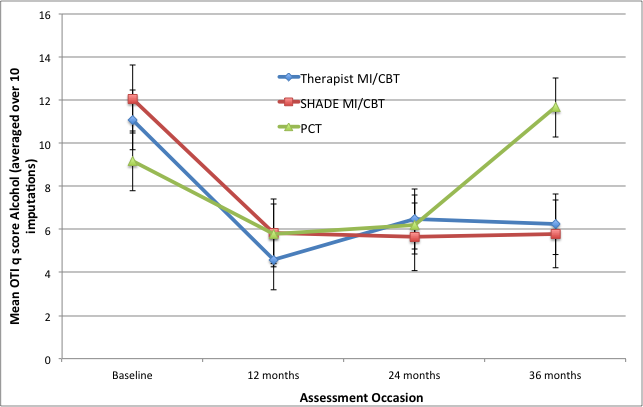 16
14
12
10
8
6
4
2
0
Mean OTI q score Alcohol (averaged over 10
imputations)
Therapist MI/CBT
SHADE MI/CBT
PCT
Baseline
12 months
24 months
36 months
Assessment Occasion